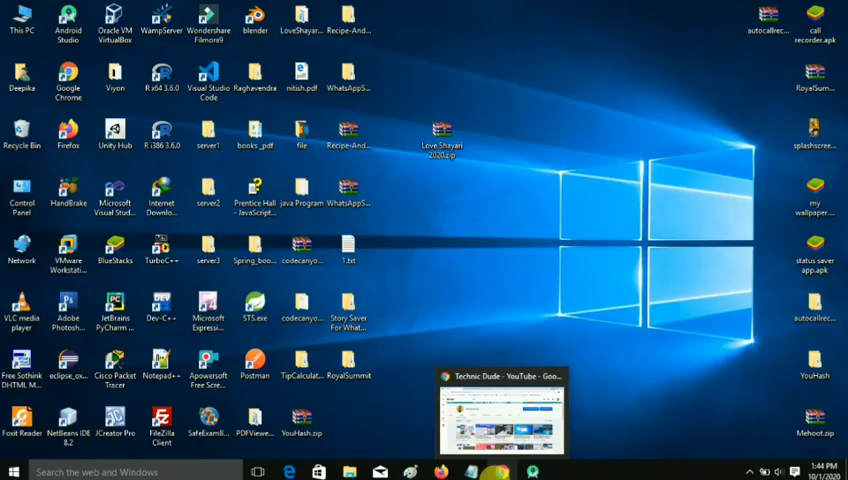 This PC
Android
Studio
Oracle VM
VirtualBox
WampServer
Wondershare
Filmora9
blender
LoveShayar...
Recipe-And...
autocallrec...
call
recorder.apk
Deepika
Google
Chrome
Viyon
R x64 3.6.0
Visual Studio
Code
Raghavendra
nitish.pdf
WhatsAppS...
RoyalSum...
Recycle Bin
Firefox
Unity Hub
R i386 3.6.0
server1
books _pdf
file
Recipe-And...
Love Shayari
2020.zip
splashscree...
Control
Panel
HandBrake
Microsoft
Visual Stud...
Internet
Downlo...
server2
Prentice Hall
- JavaScript...
java Program
WhatsAppS...
my
wallpaper....
Network
VMware
Workstati...
BlueStacks
TurboC++
server3
Spring_boo...
codecanyo...
1.txt
status saver
app.apk
VLC media
player
Adobe
Photosh...
JetBrains
PyCharm ...
Dev-C++
Microsoft
Expressi...
STS.exe
codecanyo...
Story Saver
For What...
autocallrec...
Free Sothink
DHTML M...
eclipse_ox...
Cisco Packet
Tracer
Notepad++
Apowersoft
Free Scre...
Postman
TipCalculat...
RoyalSummit
Technic Dude - YouTube - Goo...
YouHash
Foxit Reader
NetBeans IDE
8.2
JCreator Pro
FileZilla
Client
SafeExamB...
PDFViewe...
YouHash.zip
Mehoot.zip
Search the web and Windows
1:44 PM
10/1/2020